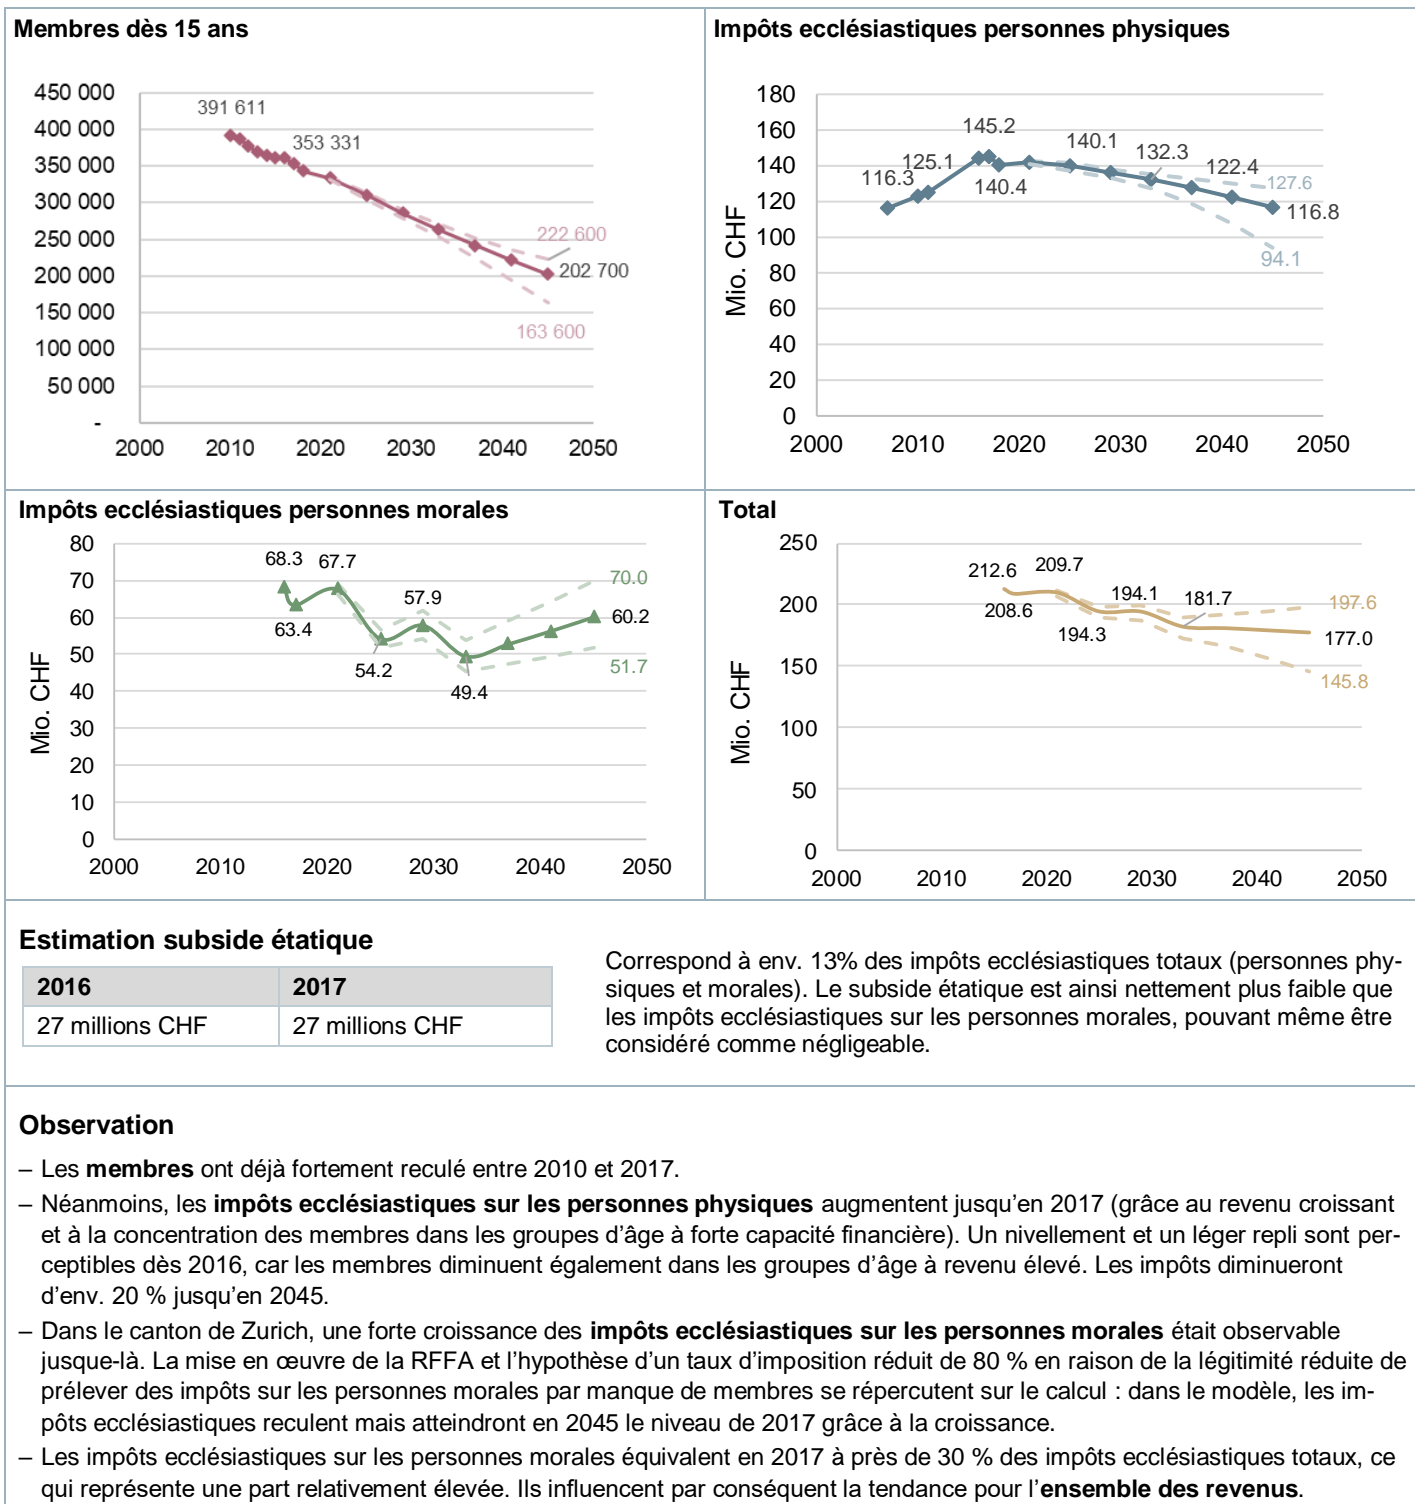 Membres dès 15 ans
450 000
400 000
350 000
300 000
250 000
200 000
150 000
100 000
50 000
-
391 611
353 331
222 600
202 700
163 600
2000 2010 2020 2030 2040 2050
Impôts ecclésiastiques personnes physiques
Mio. CHF
180
160
140
120
100
80
60
40
20
0
116.3
125.1
145.2
140.4
140.1
132.3
122.4
127.6
116.8
94.1
2000 2010 2020 2030 2040 2050
Impôts ecclésiastiques personnes morales
Mio. CHF
80
70
60
50
40
30
20
10
0
68.3
63.4
67.7
54.2
57.9
49.4
70.0
60.2
51.7
2000 2010 2020 2030 2040 2050
Total
Mio. CHF
250
200
150
100
50
0
212.6
208.6
209.7
194.3
194.1
181.7
197.6
177.0
145.8
2000 2010 2020 2030 2040 2050
Estimation subside étatique
2016 2017
27 millions CHF 27 millions CHF
Correspond à env. 13% des impôts ecclésiastiques totaux (personnes phy-
siques et morales). Le subside étatique est ainsi nettement plus faible que
les impôts ecclésiastiques sur les personnes morales, pouvant même être
considéré comme négligeable.
Observation
– Les membres ont déjà fortement reculé entre 2010 et 2017.
– Néanmoins, les impôts ecclésiastiques sur les personnes physiques augmentent jusqu'en 2017 (grâce au revenu croissant
et à la concentration des membres dans les groupes d'âge à forte capacité financière). Un nivellement et un léger repli sont per-
ceptibles dès 2016, car les membres diminuent également dans les groupes d'âge à revenu élevé. Les impôts diminueront
d'env. 20 % jusqu'en 2045.
– Dans le canton de Zurich, une forte croissance des impôts ecclésiastiques sur les personnes morales était observable
jusque-là. La mise en œuvre de la RFFA et l'hypothèse d'un taux d'imposition réduit de 80 % en raison de la légitimité réduite de
prélever des impôts sur les personnes morales par manque de membres se répercutent sur le calcul : dans le modèle, les im-
pôts ecclésiastiques reculent mais atteindront en 2045 le niveau de 2017 grâce à la croissance.
– Les impôts ecclésiastiques sur les personnes morales équivalent en 2017 à près de 30 % des impôts ecclésiastiques totaux, ce
qui représente une part relativement élevée. Ils influencent par conséquent la tendance pour l'ensemble des revenus.